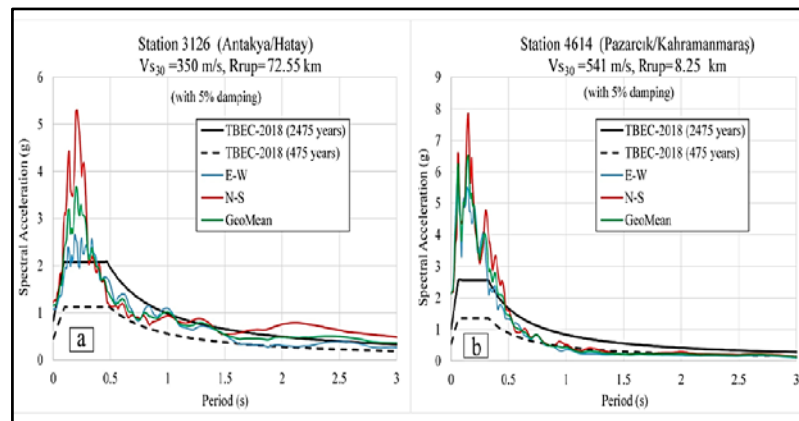 Station 3126 (Antakya/Hatay)
Vs30 =350 m/s, Rrup= 72.55 km
(with 5% damping)
TBEC-2018 (2475 years)
TBEC-2018 (475 years)
E-W
N-S
GeoMean
Spectral Acceleration (g)
6
5
4
3
2
1
0
0
0.5
1
1.5
2
2.5
3
Period (s)
a
Station 4614 (Pazarcık/Kahramanmaraş)
Vs30 =541 m/s, Rrup= 8.25 km
(with 5% damping)
TBEC-2018 (2475 years)
TBEC-2018 (475 years)
E-W
N-S
GeoMean
Spectral Acceleration (g)
9
8
7
6
5
4
3
2
1
0
0
0.5
1
1.5
2
2.5
3
Period (s)
b